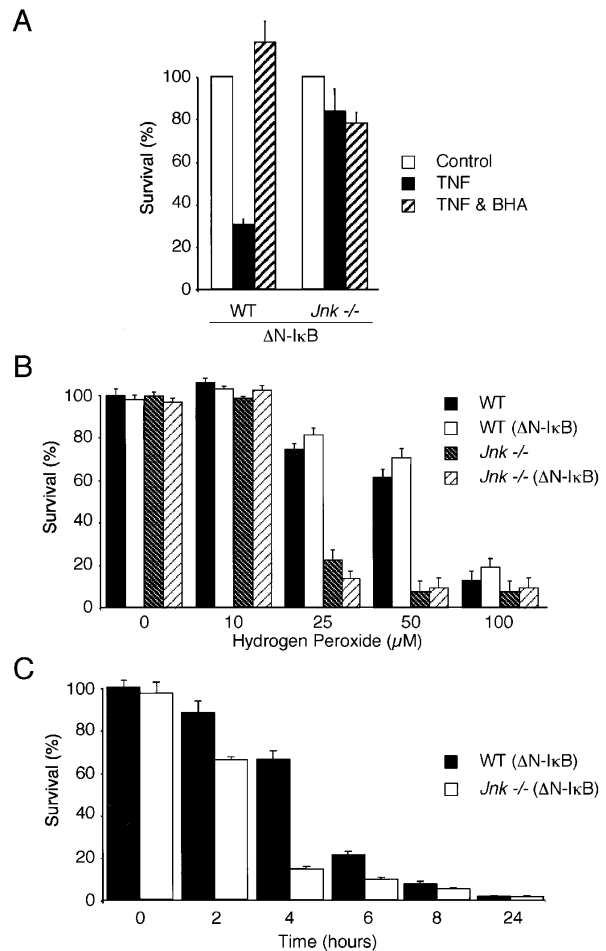 A
Survival (%)
100
80
60
40
20
0
WT Jnk -/-
ΔN-IκB
Control
TNF
TNF & BHA
B
Survival (%)
100
80
60
40
20
0
0 10 25 50 100
Hydrogen Peroxide (μM)
WT
WT (ΔN-IκB)
Jnk -/-
Jnk -/- (ΔN-IκB)
C
Survival (%)
100
80
60
40
20
0
0 2 4 6 8 24
Time (hours)
WT (ΔN-IκB)
Jnk -/- (ΔN-IκB)